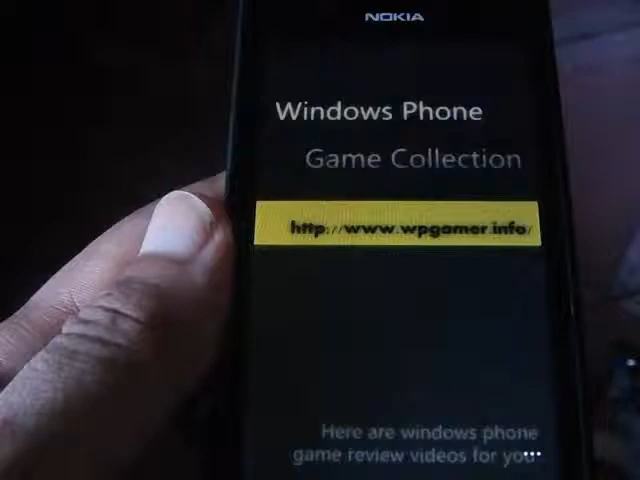 NOKIA
Windows Phone
Game Collection
http://www.wpgamer.info/
Here are windows phone
game review videos for you